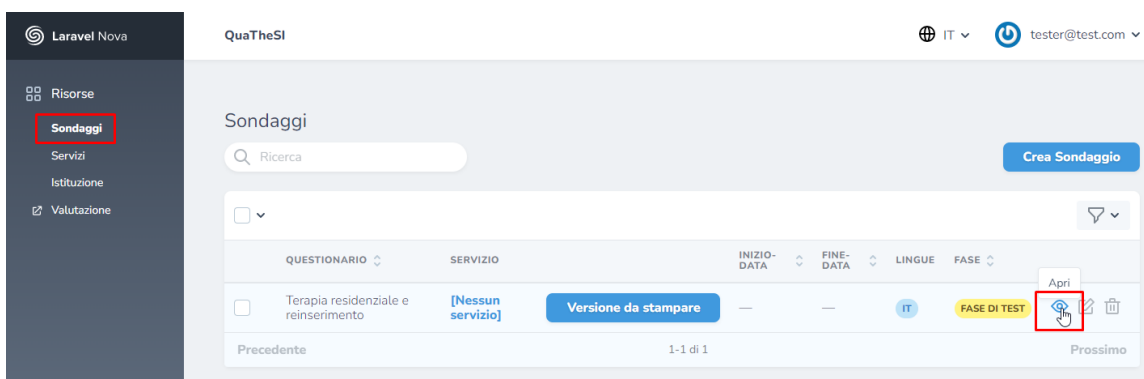 Laravel Nova
QuaTheSI
IT
tester@test.com
Risorse
Sondaggi
Servizi
Istituzione
Valutazione
Sondaggi
Ricerca
Crea Sondaggio
QUESTIONARIO
SERVIZIO
INIZIO-
DATA
FINE-
DATA
LINGUE
FASE
Apri
Terapia residenziale e
reinserimento
[Nessun
servizio]
Versione da stampare
—
—
IT
FASE DI TEST
Precedente
1-1 di 1
Prossimo